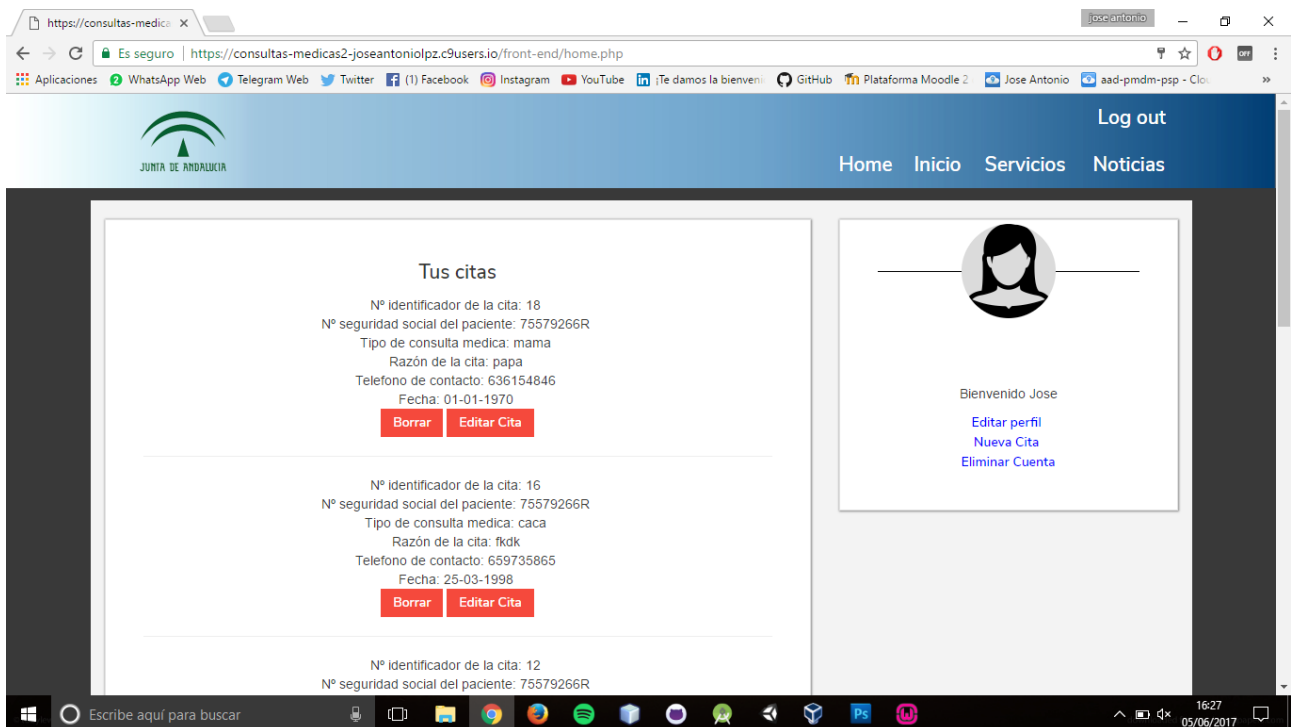 https://consultas-medica
jose antonio
Es seguro | https://consultas-medicas2-joseantoniolpz.c9users.io/front-end/home.php
OFF
Aplicaciones WhatsApp Web Telegram Web Twitter (1) Facebook Instagram YouTube ¡Te damos la bienveni GitHub Plataforma Moodle 2 Jose Antonio aad-pmdm-psp - Clou »
Log out
JUNTA DE ANDALUCIA
Home Inicio Servicios Noticias
Tus citas
Nº identificador de la cita: 18
Nº seguridad social del paciente: 75579266R
Tipo de consulta medica: mama
Razón de la cita: papa
Telefono de contacto: 636154846
Fecha: 01-01-1970
Borrar Editar Cita
Nº identificador de la cita: 16
Nº seguridad social del paciente: 75579266R
Tipo de consulta medica: caca
Razón de la cita: fkdk
Telefono de contacto: 659735865
Fecha: 25-03-1998
Borrar Editar Cita
Nº identificador de la cita: 12
Nº seguridad social del paciente: 75579266R
Bienvenido Jose
Editar perfil
Nueva Cita
Eliminar Cuenta
Escribe aquí para buscar
Ps
16:27
05/06/2017